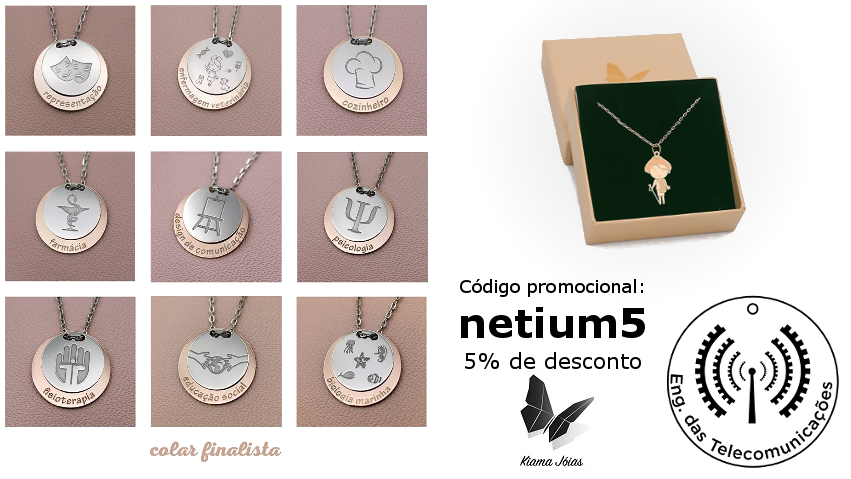 representação
enfermagem veterinária
cozinheiro
farmácia
design de comunicação
psicologia
fisioterapia
educação social
biologia marinha
colar finalista
Código promocional:
netium5
5% de desconto
Kiama Jóias
Eng. das Telecomunicações